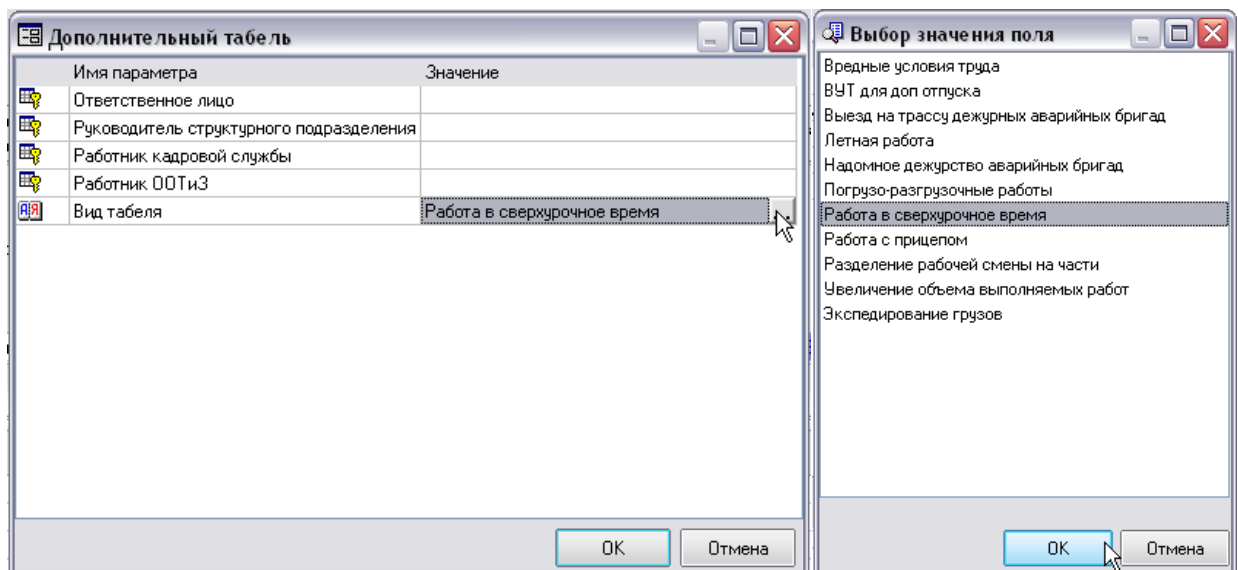 Дополнительный табель
Имя параметра Значение
Ответственное лицо
Руководитель структурного подразделения
Работник кадровой службы
Работник ООТиЗ
Вид табеля Работа в сверхурочное время
ОК Отмена
Выбор значения поля
Вредные условия труда
ВУТ для доп отпуска
Выезд на трассу дежурных аварийных бригад
Летная работа
Надомное дежурство аварийных бригад
Погрузо-разгрузочные работы
Работа в сверхурочное время
Работа с прицепом
Разделение рабочей смены на части
Увеличение объема выполняемых работ
Экспедирование грузов
ОК Отмена